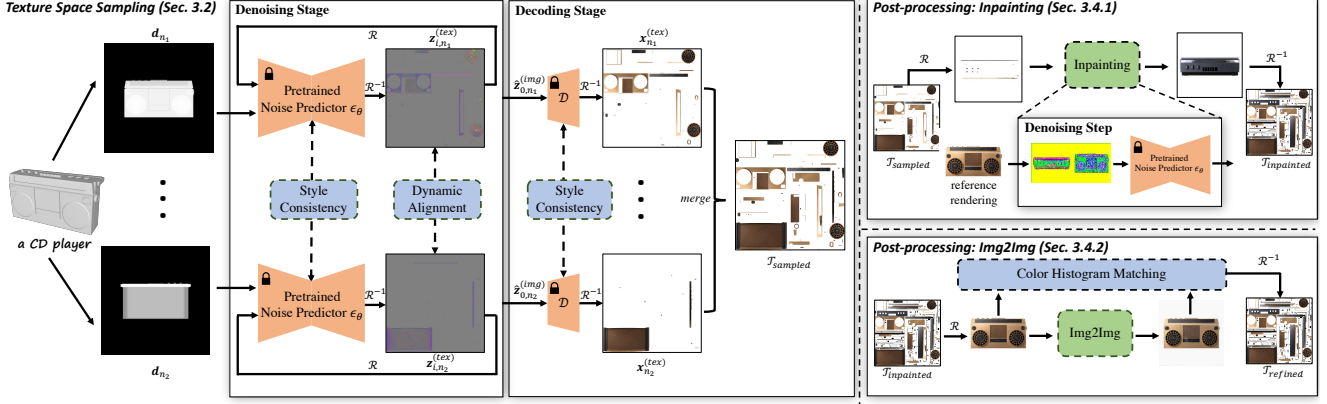 Texture Space Sampling (Sec. 3.2)
d_{n_1}
a CD player
d_{n_2}
Denoising Stage
ℛ
z_{i,n_1}^{(tex)}
Pretrained
Noise Predictor ϵ_θ
ℛ^{-1}
Style
Consistency
Dynamic
Alignment
Pretrained
Noise Predictor ϵ_θ
ℛ^{-1}
z_{i,n_2}^{(tex)}
ℛ
Decoding Stage
x_{n_1}^{(tex)}
ẑ_{0,n_1}^{(img)}
𝒟
ℛ^{-1}
Style
Consistency
merge
𝒯_{sampled}
ẑ_{0,n_2}^{(img)}
𝒟
ℛ^{-1}
x_{n_2}^{(tex)}
Post-processing: Inpainting (Sec. 3.4.1)
ℛ
Inpainting
ℛ^{-1}
𝒯_{sampled}
Denoising Step
Pretrained
Noise Predictor ϵ_θ
𝒯_{inpainted}
reference
rendering
Post-processing: Img2Img (Sec. 3.4.2)
Color Histogram Matching
ℛ^{-1}
ℛ
Img2Img
𝒯_{inpainted}
𝒯_{refined}